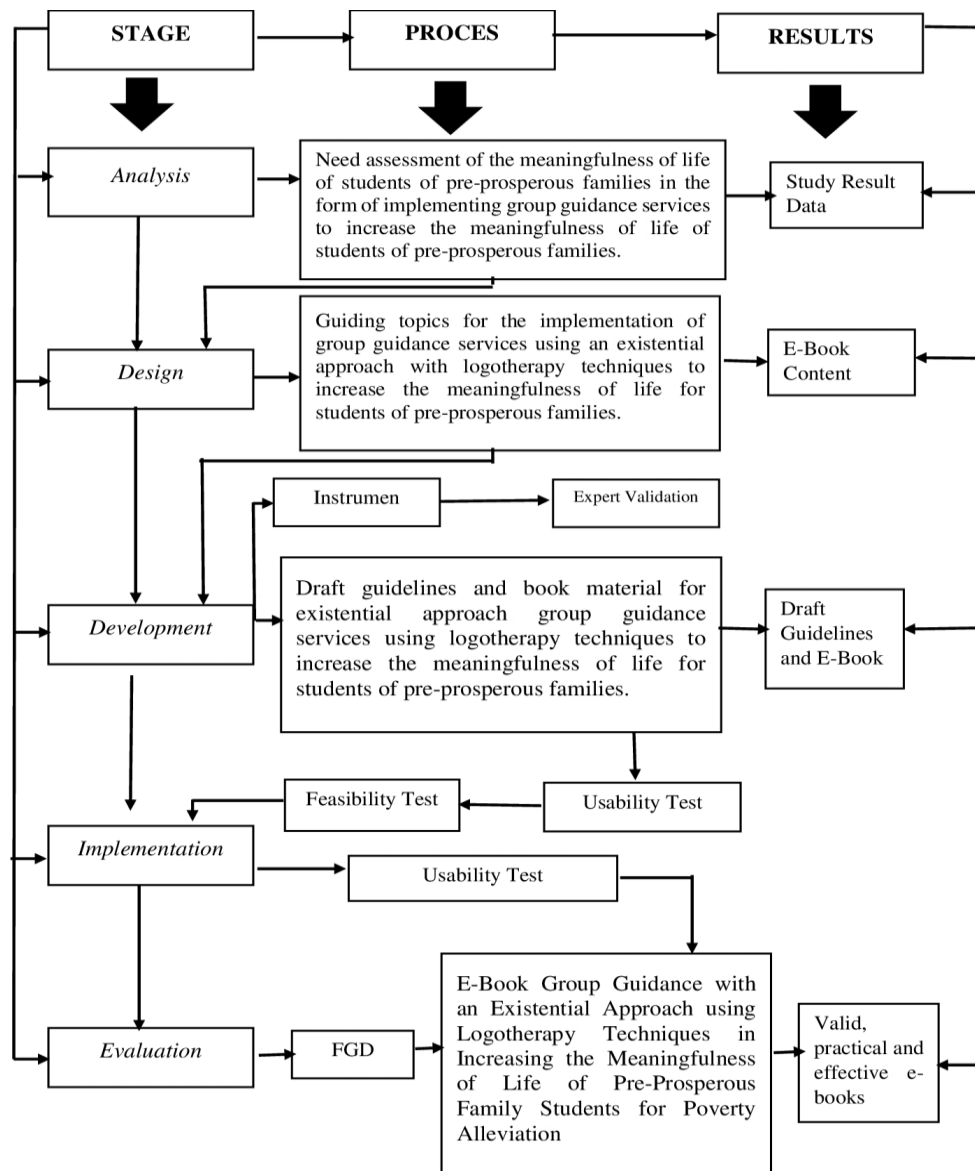 STAGE
PROCES
RESULTS
Analysis
Need assessment of the meaningfulness of life
of students of pre-prosperous families in the
form of implementing group guidance services
to increase the meaningfulness of life of
students of pre-prosperous families.
Study Result
Data
Design
Guiding topics for the implementation of
group guidance services using an existential
approach with logotherapy techniques to
increase the meaningfulness of life for
students of pre-prosperous families.
E-Book
Content
Instrumen
Expert Validation
Development
Draft guidelines and book material for
existential approach group guidance
services using logotherapy techniques to
increase the meaningfulness of life for
students of pre-prosperous families.
Draft
Guidelines
and E-Book
Feasibility Test
Usability Test
Implementation
Usability Test
Evaluation
FGD
E-Book Group Guidance with
an Existential Approach using
Logotherapy Techniques in
Increasing the Meaningfulness
of Life of Pre-Prosperous
Family Students for Poverty
Alleviation
Valid,
practical and
effective e-
books